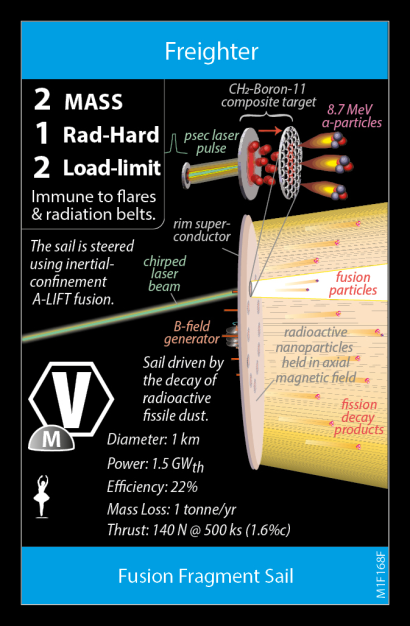 Freighter
2 MASS
1 Rad-Hard
2 Load-limit
Immune to flares
& radiation belts.
CH2-Boron-11
composite target
8.7 MeV
a-particles
psec laser
pulse
rim super-
conductor
The sail is steered
using inertial-
confinement
A-LIFT fusion.
chirped
laser
beam
fusion
particles
B-field
generator
radioactive
nanoparticles
held in axial
magnetic field
Sail driven by
the decay of
radioactive
fissile dust.
fission
decay
products
V
M
Diameter: 1 km
Power: 1.5 GWth
Efficiency: 22%
Mass Loss: 1 tonne/yr
Thrust: 140 N @ 500 ks (1.6%c)
Fusion Fragment Sail
M1F168F